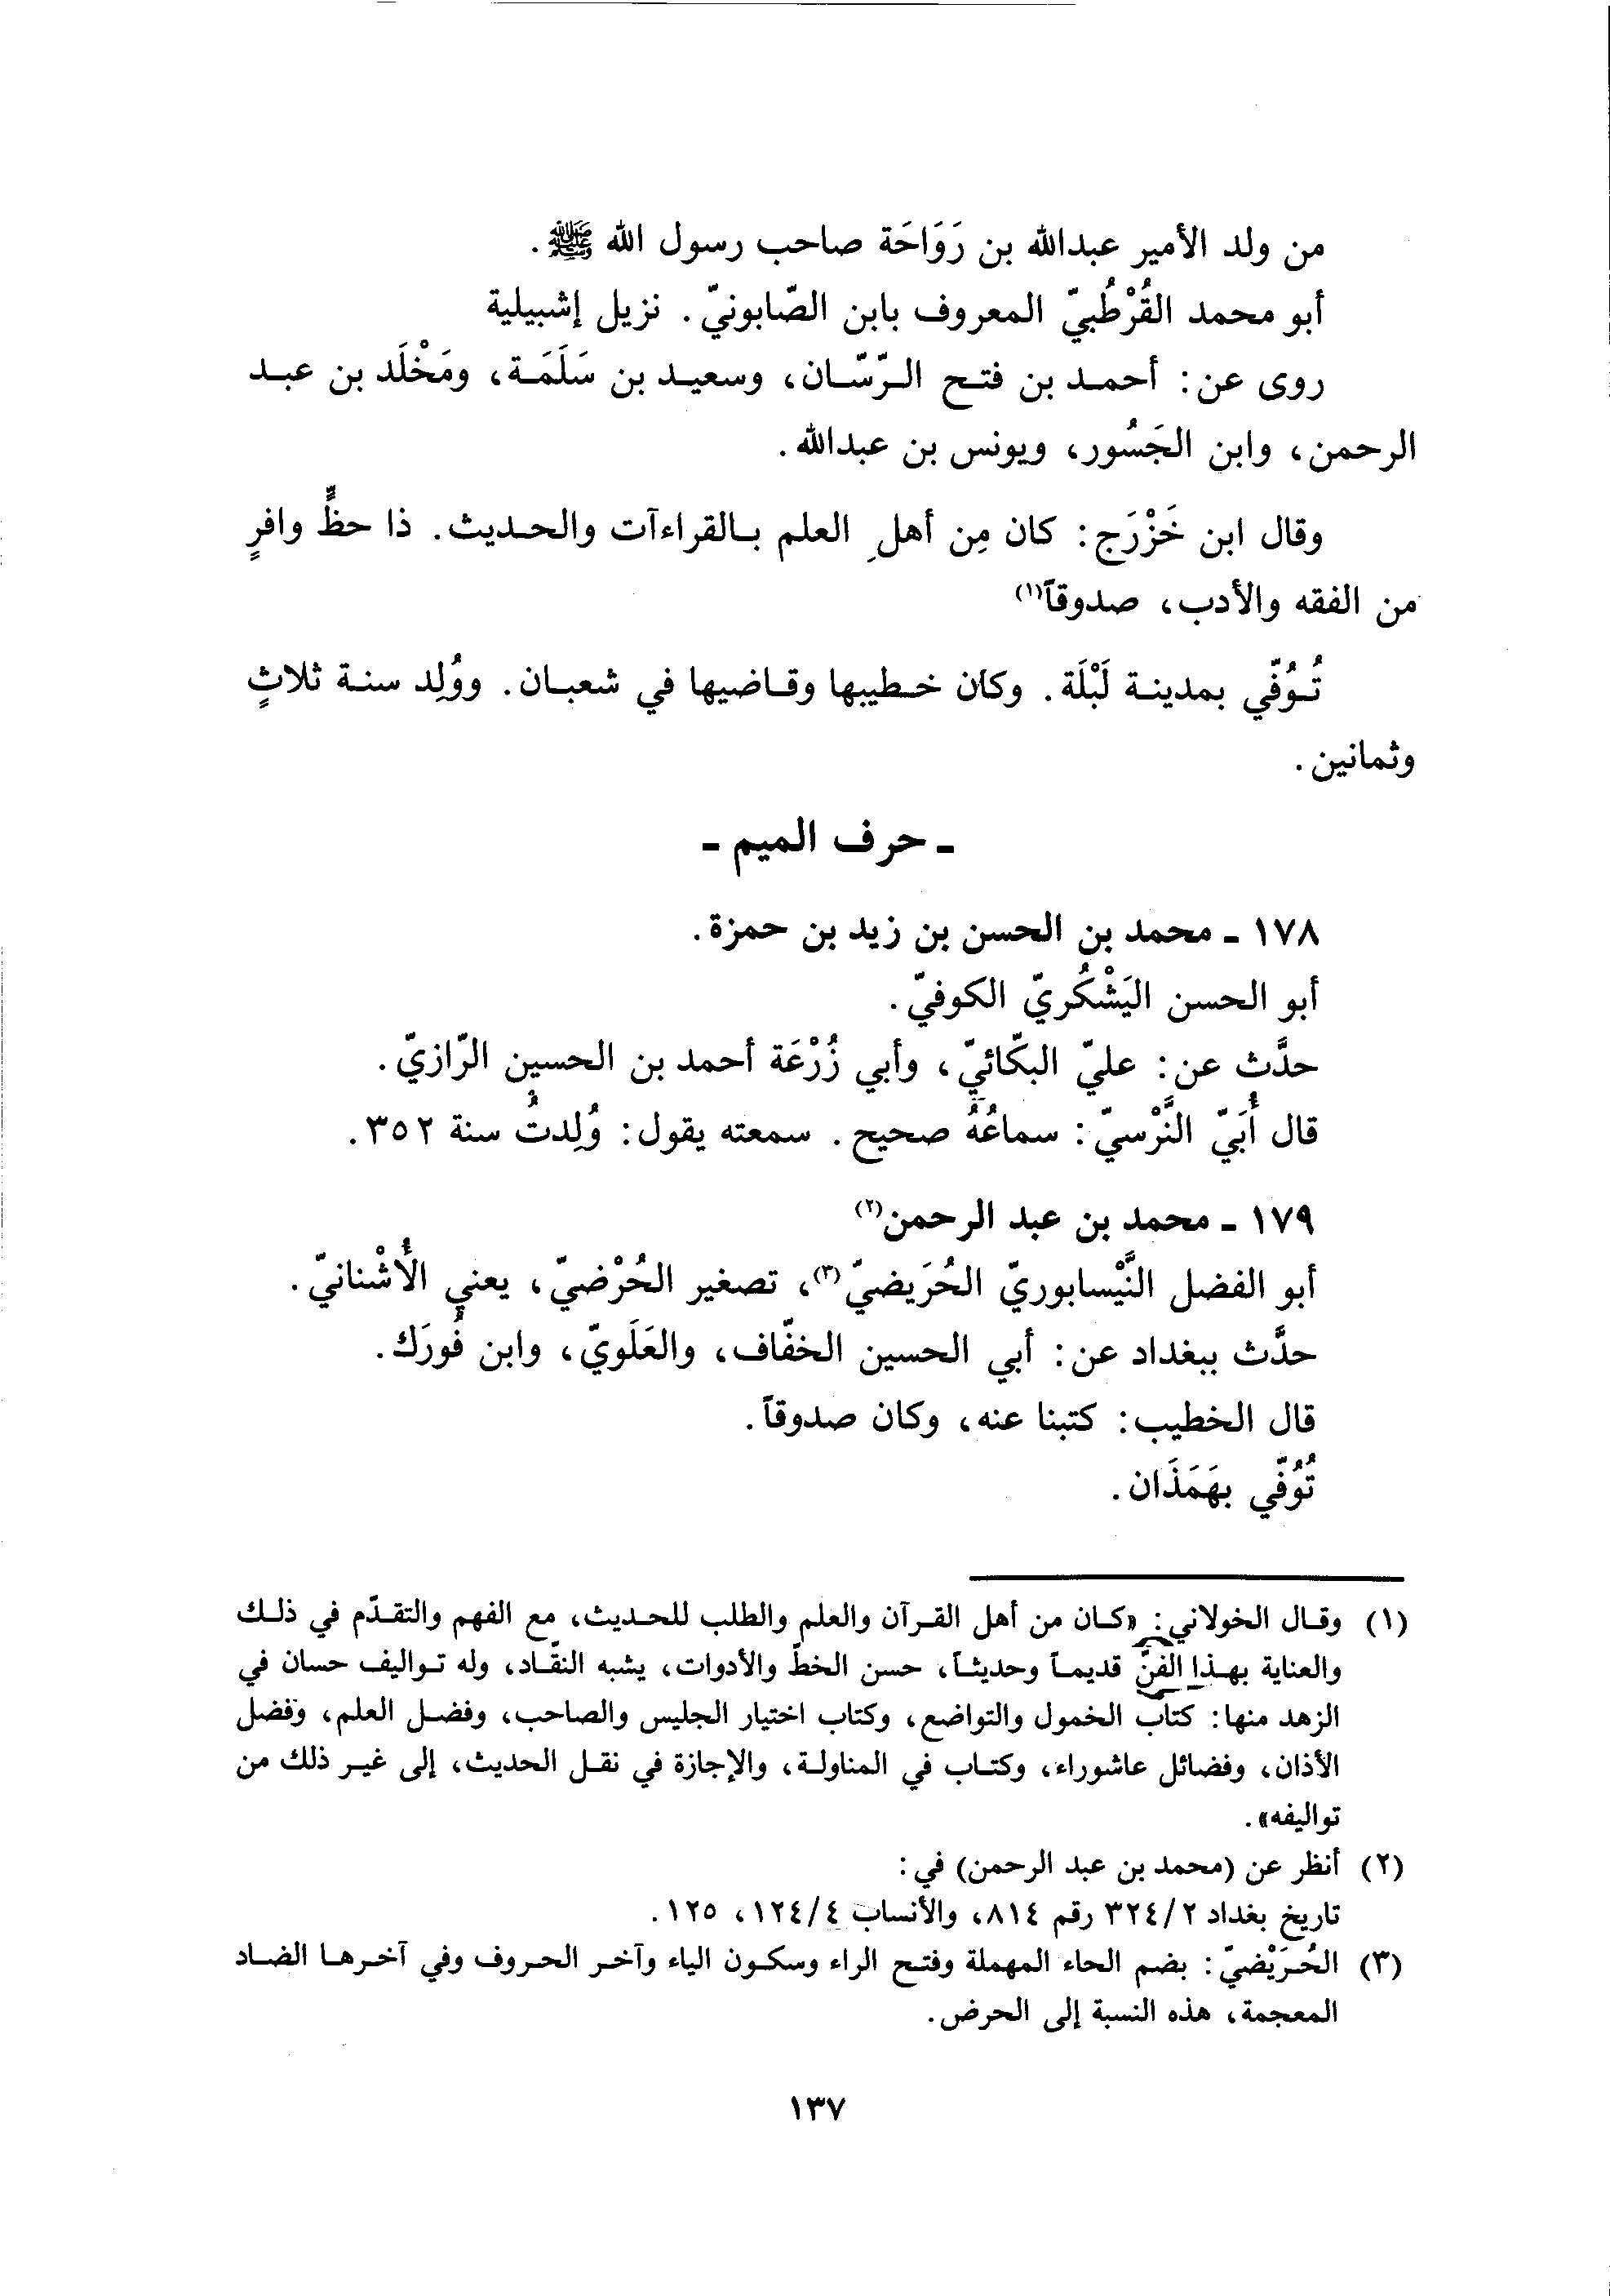 من ولد الأمير عبدالله بن رَوَاحَة صاحب رسول الله ﷺ.
أبو محمد القُرْطُبيّ المعروف بابن الصّابونيّ. نزيل إشبيلية
روى عن: أحمد بن فتح الرّسّان، وسعيد بن سَلَمَة، ومَخْلَد بن عبد
الرحمن، وابن الجَسُور، ويونس بن عبدالله.
وقال ابن خَزْرَج: كان مِن أهلِ العلم بالقراءآت والحديث. ذا حظٍّ وافرٍ
من الفقه والأدب، صدوقاً(١)
تُوُفّي بمدينة لَبْلَة. وكان خطيبها وقاضيها في شعبان. ووُلِد سنة ثلاثٍ
وثمانين.
ـ حرف الميم ـ
١٧٨ ـ محمد بن الحسن بن زيد بن حمزة.
أبو الحسن اليَشْكُريّ الكوفيّ.
حدَّث عن: عليّ البكّائيّ، وأبي زُرْعَة أحمد بن الحسين الرّازيّ.
قال أُبَيّ النَّرْسيّ: سماعُهُ صحيح. سمعته يقول: وُلِدتُ سنة ٣٥٢.
١٧٩ ـ محمد بن عبد الرحمن(٢)
أبو الفضل النَّيْسابوريّ الحُرَيضيّ(٣)، تصغير الحُرْضيّ، يعني الأُشْنانيّ.
حدَّث ببغداد عن: أبي الحسين الخفّاف، والعَلَويّ، وابن فُورَك.
قال الخطيب: كتبنا عنه، وكان صدوقاً.
تُوُفّي بهَمَذَان.
(١) وقال الخولاني: «كان من أهل القرآن والعلم والطلب للحديث، مع الفهم والتقدّم في ذلك
والعناية بهذا الفنّ قديماً وحديثاً، حسن الخطّ والأدوات، يشبه النقّاد، وله تواليف حسان في
الزهد منها: كتاب الخمول والتواضع، وكتاب اختيار الجليس والصاحب، وفضل العلم، وفضل
الأذان، وفضائل عاشوراء، وكتاب في المناولة، والإجازة في نقل الحديث، إلى غير ذلك من
تواليفه».
(٢) أنظر عن (محمد بن عبد الرحمن) في:
تاريخ بغداد ٣٢٤/٢ رقم ٨١٤، والأنساب ١٢٤/٤، ١٢٥.
(٣) الحُرَيْضيّ: بضم الحاء المهملة وفتح الراء وسكون الياء وآخر الحروف وفي آخرها الضاد
المعجمة، هذه النسبة إلى الحرض.
١٣٧